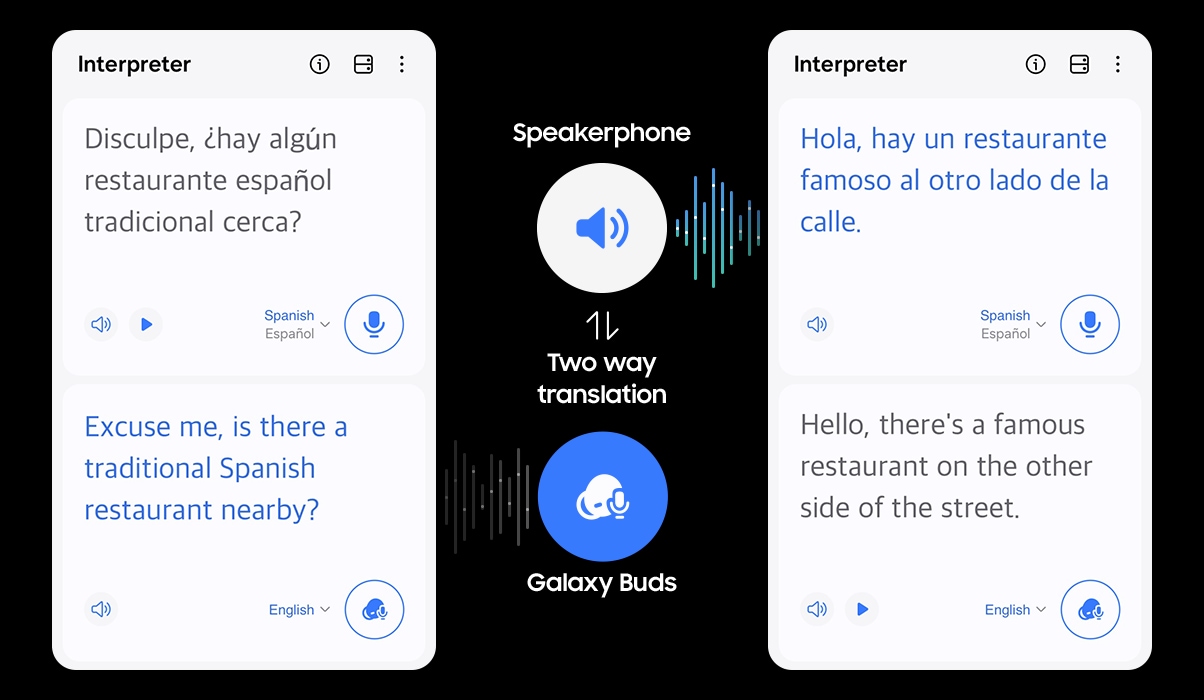 Interpreter
Disculpe, ¿hay algún
restaurante español
tradicional cerca?
Spanish
Español
Excuse me, is there a
traditional Spanish
restaurant nearby?
English
Speakerphone
Two way
translation
Galaxy Buds
Interpreter
Hola, hay un restaurante
famoso al otro lado de la
calle.
Spanish
Español
Hello, there's a famous
restaurant on the other
side of the street.
English